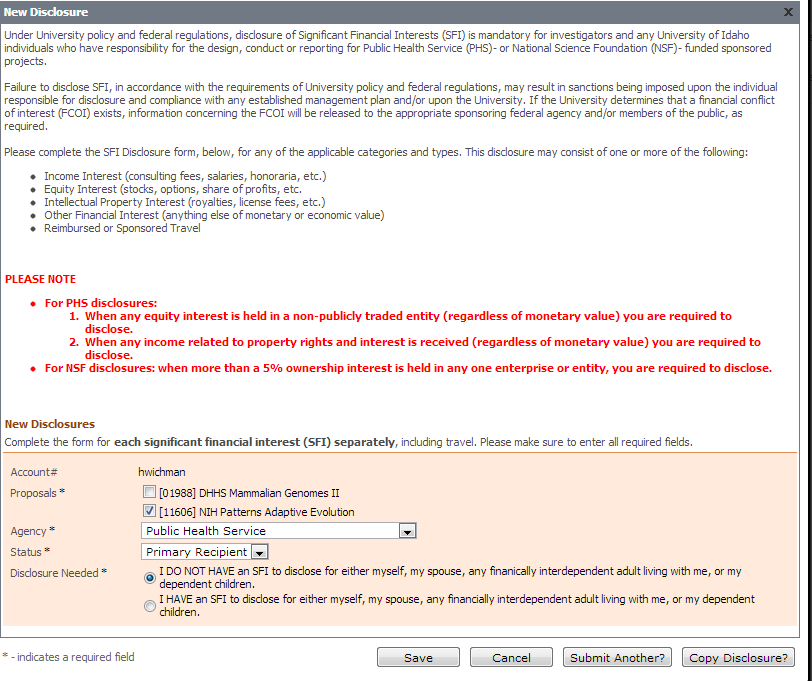 New Disclosure
X
Under University policy and federal regulations, disclosure of Significant Financial Interests (SFI) is mandatory for investigators and any University of Idaho
individuals who have responsibility for the design, conduct or reporting for Public Health Service (PHS)- or National Science Foundation (NSF)- funded sponsored
projects.
Failure to disclose SFI, in accordance with the requirements of University policy and federal regulations, may result in sanctions being imposed upon the individual
responsible for disclosure and compliance with any established management plan and/or upon the University. If the University determines that a financial conflict
of interest (FCOI) exists, information concerning the FCOI will be released to the appropriate sponsoring federal agency and/or members of the public, as
required.
Please complete the SFI Disclosure form, below, for any of the applicable categories and types. This disclosure may consist of one or more of the following:
• Income Interest (consulting fees, salaries, honoraria, etc.)
• Equity Interest (stocks, options, share of profits, etc.
• Intellectual Property Interest (royalties, license fees, etc.)
• Other Financial Interest (anything else of monetary or economic value)
• Reimbursed or Sponsored Travel
PLEASE NOTE
• For PHS disclosures:
1. When any equity interest is held in a non-publicly traded entity (regardless of monetary value) you are required to
disclose.
2. When any income related to property rights and interest is received (regardless of monetary value) you are required to
disclose.
• For NSF disclosures: when more than a 5% ownership interest is held in any one enterprise or entity, you are required to disclose.
New Disclosures
Complete the form for each significant financial interest (SFI) separately, including travel. Please make sure to enter all required fields.
Account# hwichman
Proposals * [01988] DHHS Mammalian Genomes II
[11606] NIH Patterns Adaptive Evolution
Agency * Public Health Service
Status * Primary Recipient
Disclosure Needed * I DO NOT HAVE an SFI to disclose for either myself, my spouse, any finanically interdependent adult living with me, or my
dependent children.
I HAVE an SFI to disclose for either myself, my spouse, any financially interdependent adult living with me, or my dependent
children.
* - indicates a required field
Save Cancel Submit Another? Copy Disclosure?